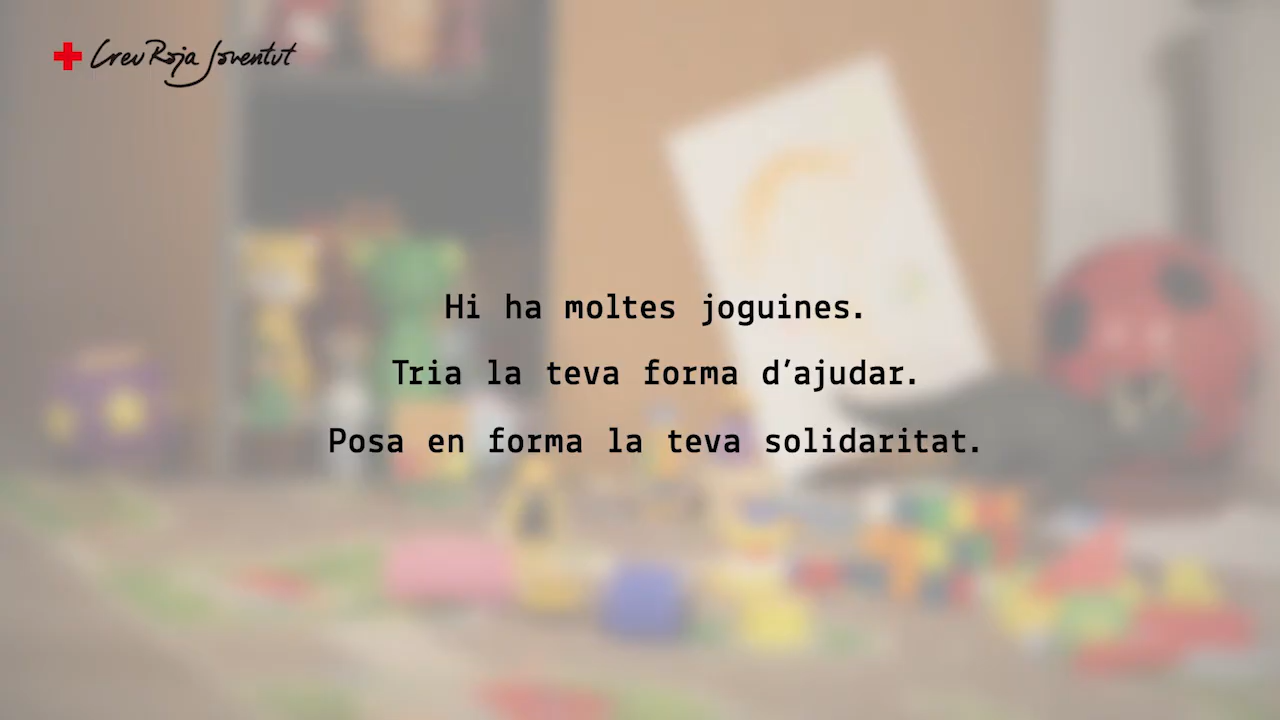 Creu Roja Joventut
Hi ha moltes joguines.
Tria la teva forma d’ajudar.
Posa en forma la teva solidaritat.